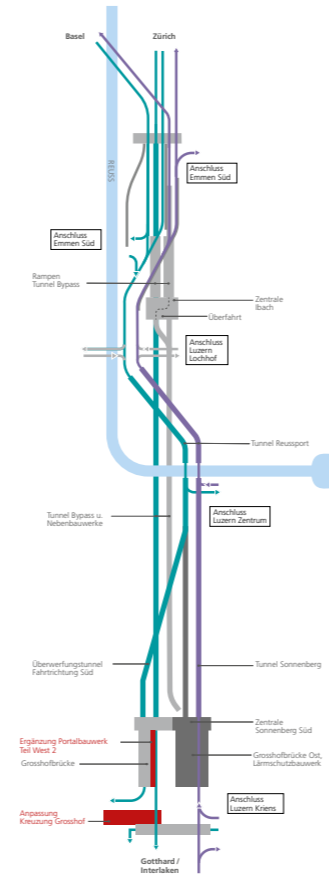 Basel
Zürich
REUSS
Anschluss
Emmen Süd
Anschluss
Emmen Süd
Rampen
Tunnel Bypass
Zentrale
Ibach
Überfahrt
Anschluss
Luzern
Lochhof
Tunnel Reussport
Tunnel Bypass u.
Nebenbauwerke
Anschluss
Luzern Zentrum
Überwerfungstunnel
Fahrtrichtung Süd
Tunnel Sonnenberg
Zentrale
Sonnenberg Süd
Ergänzung Portalbauwerk
Teil West 2
Grosshofbrücke
Grosshofbrücke Ost,
Lärmschutzbauwerk
Anpassung
Kreuzung Grosshof
Anschluss
Luzern Kriens
Gotthard /
Interlaken